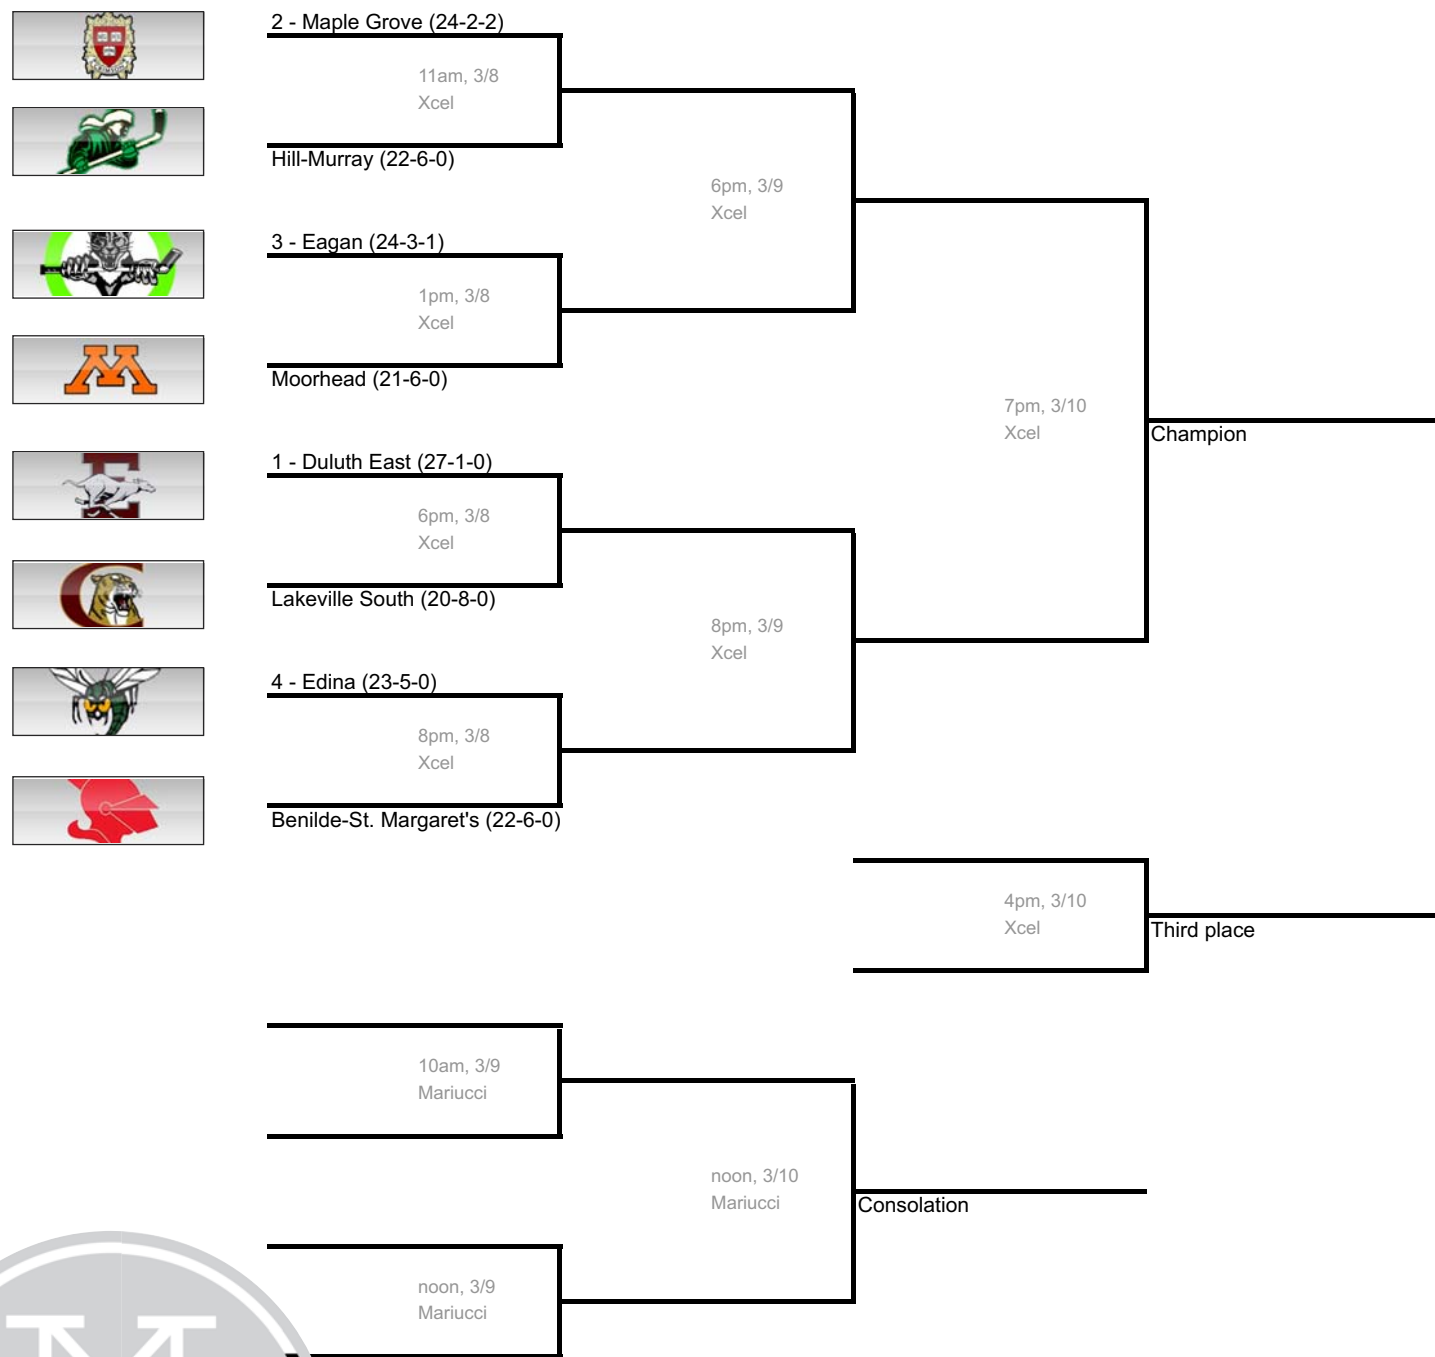 2 - Maple Grove (24-2-2)
11am, 3/8
Xcel
Hill-Murray (22-6-0)
6pm, 3/9
Xcel
3 - Eagan (24-3-1)
1pm, 3/8
Xcel
Moorhead (21-6-0)
7pm, 3/10
Xcel
Champion
1 - Duluth East (27-1-0)
6pm, 3/8
Xcel
Lakeville South (20-8-0)
8pm, 3/9
Xcel
4 - Edina (23-5-0)
8pm, 3/8
Xcel
Benilde-St. Margaret's (22-6-0)
4pm, 3/10
Xcel
Third place
10am, 3/9
Mariucci
noon, 3/10
Mariucci
Consolation
noon, 3/9
Mariucci
M
E
C